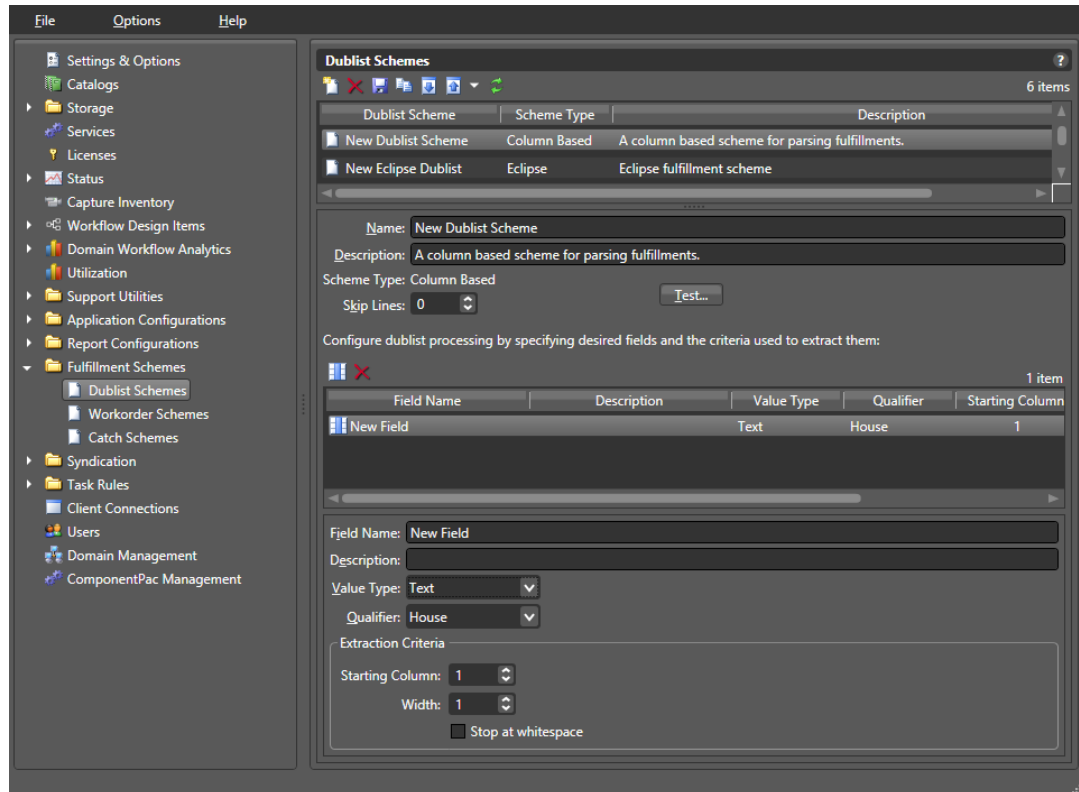 File Options Help
Settings & Options
Catalogs
Storage
Services
Licenses
Status
Capture Inventory
Workflow Design Items
Domain Workflow Analytics
Utilization
Support Utilities
Application Configurations
Report Configurations
Fulfillment Schemes
Dublist Schemes
Workorder Schemes
Catch Schemes
Syndication
Task Rules
Client Connections
Users
Domain Management
ComponentPac Management
Dublist Schemes ?
6 items
Dublist Scheme Scheme Type Description
New Dublist Scheme Column Based A column based scheme for parsing fulfillments.
New Eclipse Dublist Eclipse Eclipse fulfillment scheme
Name: New Dublist Scheme
Description: A column based scheme for parsing fulfillments.
Scheme Type: Column Based
Skip Lines: 0 Test...
Configure dublist processing by specifying desired fields and the criteria used to extract them:
1 item
Field Name Description Value Type Qualifier Starting Column
New Field Text House 1
Field Name: New Field
Description:
Value Type: Text
Qualifier: House
Extraction Criteria
Starting Column: 1
Width: 1
Stop at whitespace